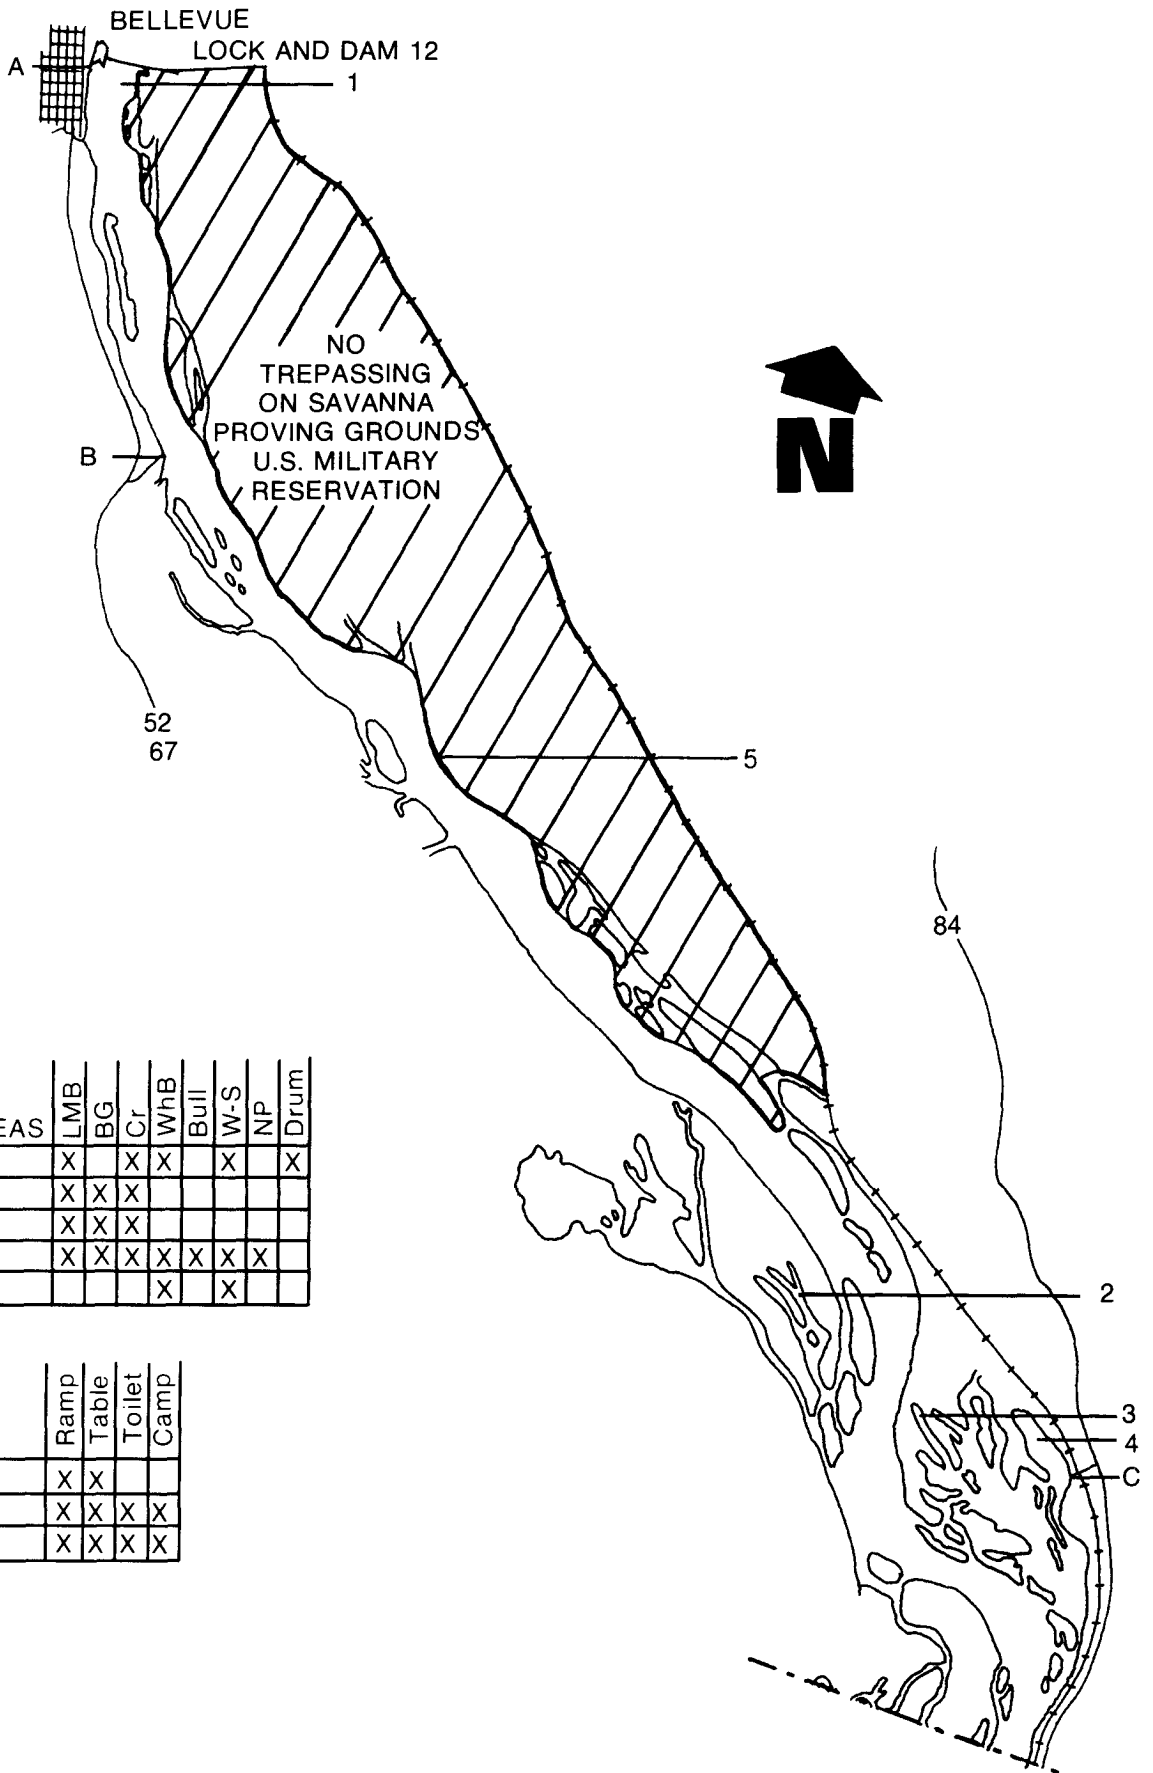 BELLEVUE
LOCK AND DAM 12
A
1
NO
TREPASSING
ON SAVANNA
PROVING GROUNDS
U.S. MILITARY
RESERVATION
N
B
52
67
5
84
EAS LMB BG Cr WhB Bull W-S NP Drum
X X X X X
X X X
X X X
X X X X X X X
X X
2
Ramp Table Toilet Camp
3
4
C
X X
X X X X
X X X X